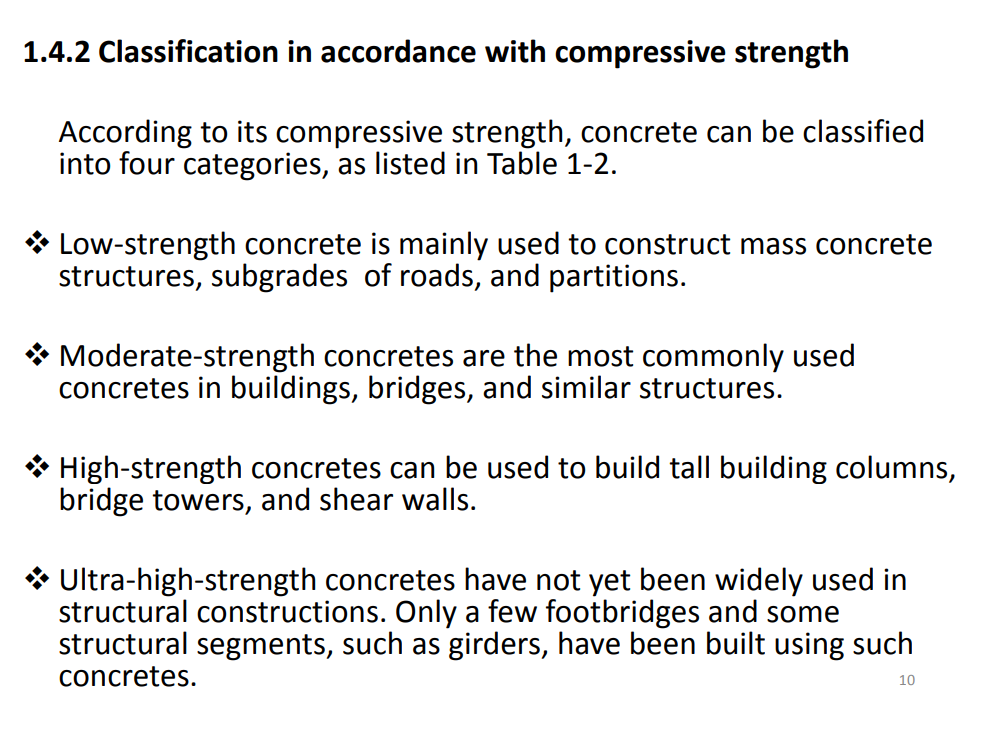 1.4.2 Classification in accordance with compressive strength
According to its compressive strength, concrete can be classified
into four categories, as listed in Table 1-2.
❖ Low-strength concrete is mainly used to construct mass concrete
structures, subgrades  of roads, and partitions.
❖ Moderate-strength concretes are the most commonly used
concretes in buildings, bridges, and similar structures.
❖ High-strength concretes can be used to build tall building columns,
bridge towers, and shear walls.
❖ Ultra-high-strength concretes have not yet been widely used in
structural constructions. Only a few footbridges and some
structural segments, such as girders, have been built using such
concretes.
10